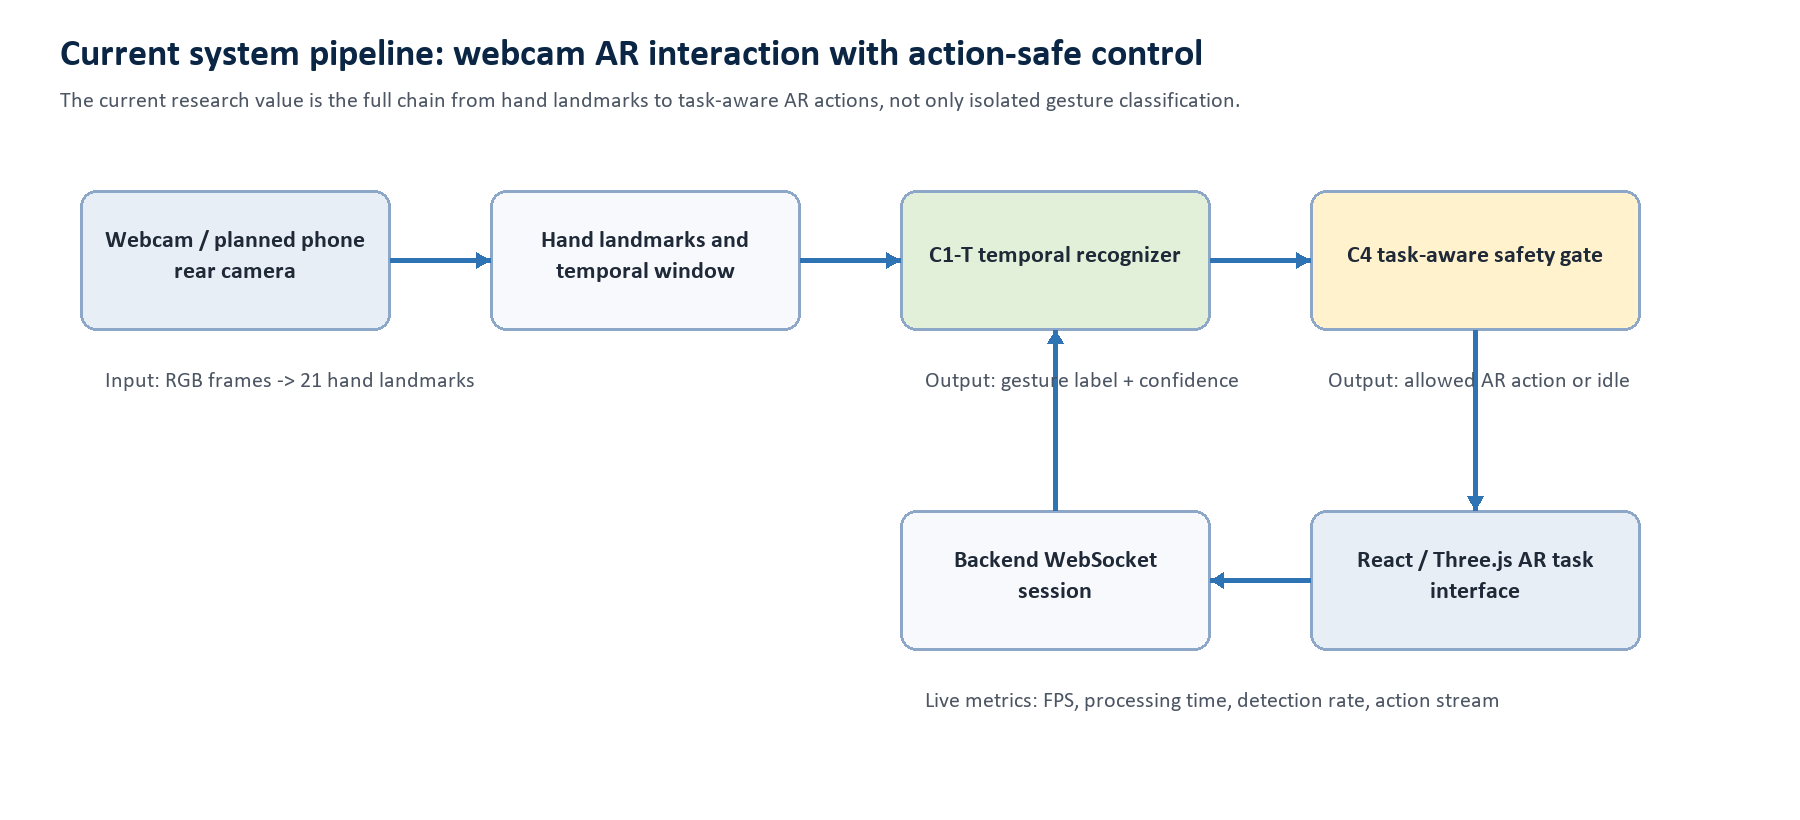 Current system pipeline: webcam AR interaction with action-safe control
The current research value is the full chain from hand landmarks to task-aware AR actions, not only isolated gesture classification.
Webcam / planned phone
rear camera
Hand landmarks and
temporal window
C1-T temporal recognizer
C4 task-aware safety gate
Input: RGB frames -> 21 hand landmarks
Output: gesture label + confidence
Output: allowed AR action or idle
Backend WebSocket
session
React / Three.js AR task
interface
Live metrics: FPS, processing time, detection rate, action stream